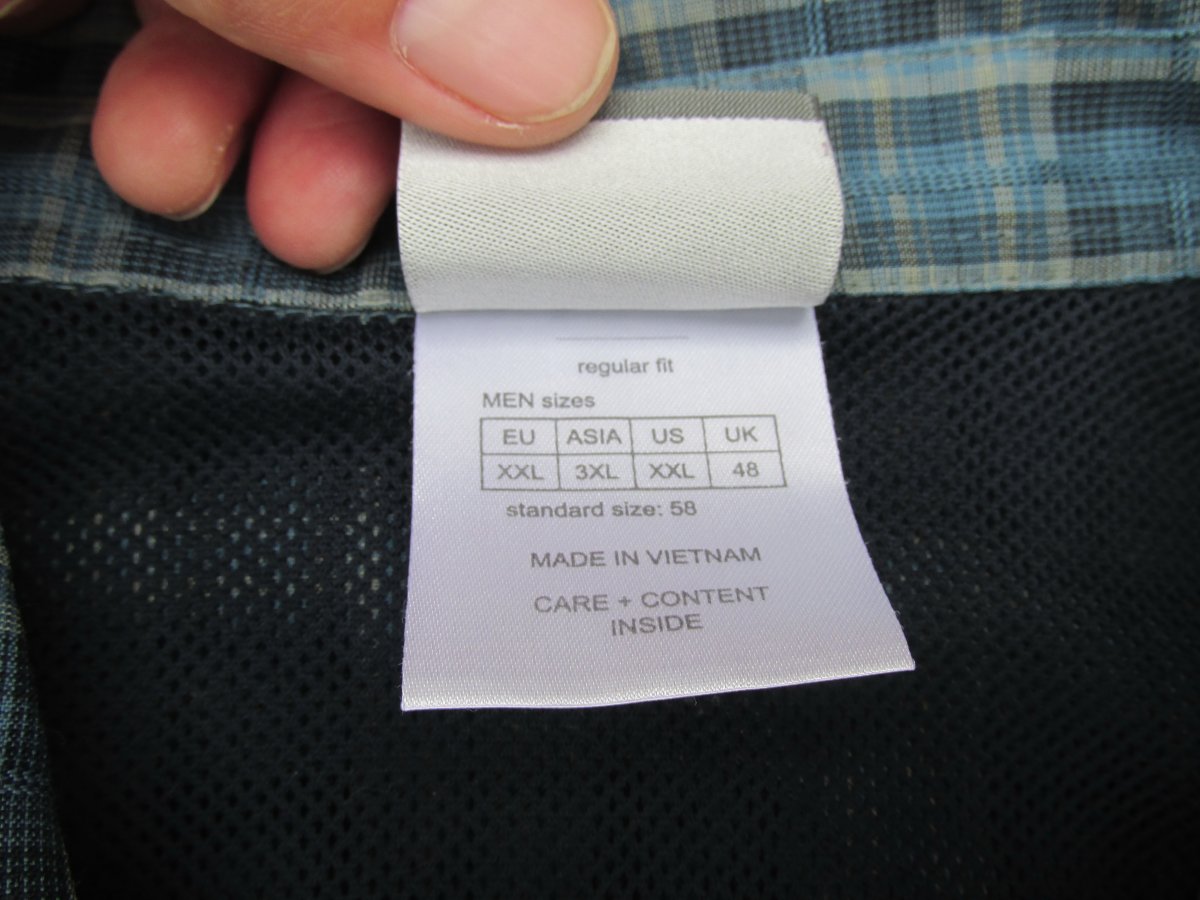 regular fit
MEN sizes
EU ASIA US UK
XXL 3XL XXL 48
standard size: 58
MADE IN VIETNAM
CARE + CONTENT
INSIDE